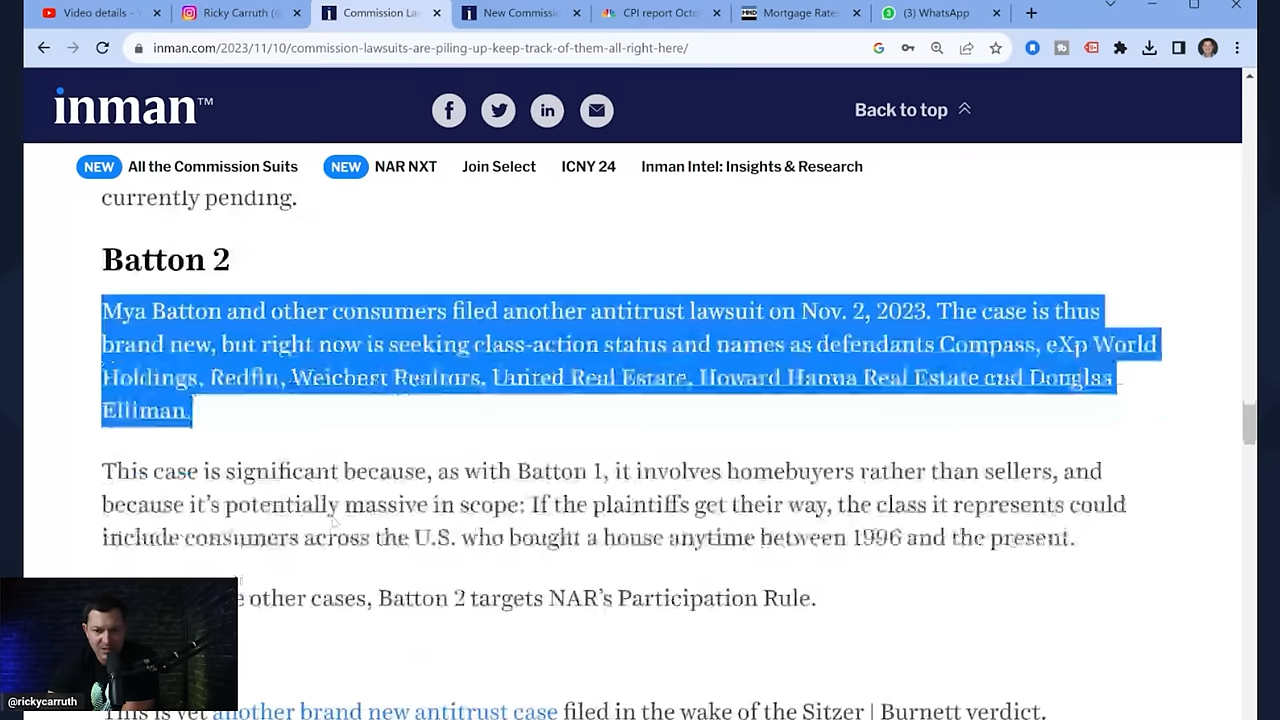 Video details -
Ricky Carruth (
Commission La
New Commissio
CPI report Octo
MND
Mortgage Rates
(3) WhatsApp
inman.com/2023/11/10/commission-lawsuits-are-piling-up-keep-track-of-them-all-right-here/
inman™
Back to top
NEW All the Commission Suits NEW NAR NXT Join Select ICNY 24 Inman Intel: Insights & Research
currently pending.
Batton 2
Mya Batton and other consumers filed another antitrust lawsuit on Nov. 2, 2023. The case is thus
brand new, but right now is seeking class-action status and names as defendants Compass, eXp World
Holdings, Redfin, Weichert Realtors, United Real Estate, Howard Hanna Real Estate and Douglas
Elliman.
This case is significant because, as with Batton 1, it involves homebuyers rather than sellers, and
because it's potentially massive in scope: If the plaintiffs get their way, the class it represents could
include consumers across the U.S. who bought a house anytime between 1996 and the present.
other cases, Batton 2 targets NAR's Participation Rule.
@rickycarruth
This is yet another brand new antitrust case filed in the wake of the Sitzer | Burnett verdict.